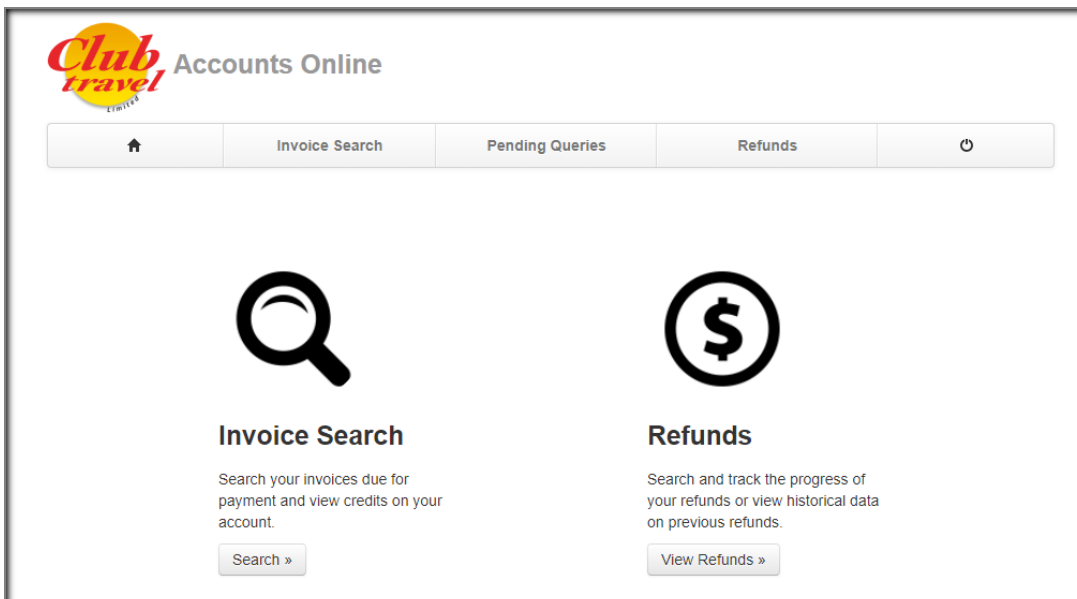 Club
travel
Limited
Accounts Online
Invoice Search
Pending Queries
Refunds
$
Invoice Search
Search your invoices due for
payment and view credits on your
account.
Search »
Refunds
Search and track the progress of
your refunds or view historical data
on previous refunds.
View Refunds »